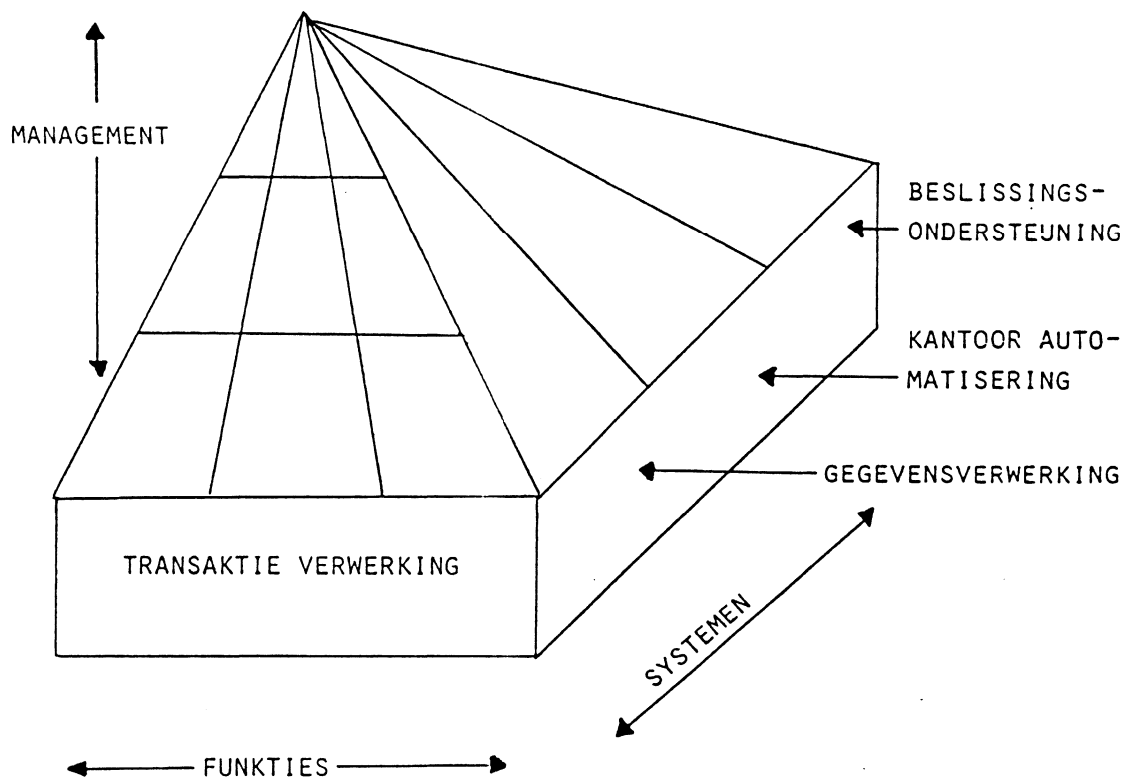 MANAGEMENT
BESLISSINGS-
ONDERSTEUNING
KANTOOR AUTO-
MATISERING
GEGEVENSVERWERKING
TRANSAKTIE VERWERKING
SYSTEMEN
FUNKTIES